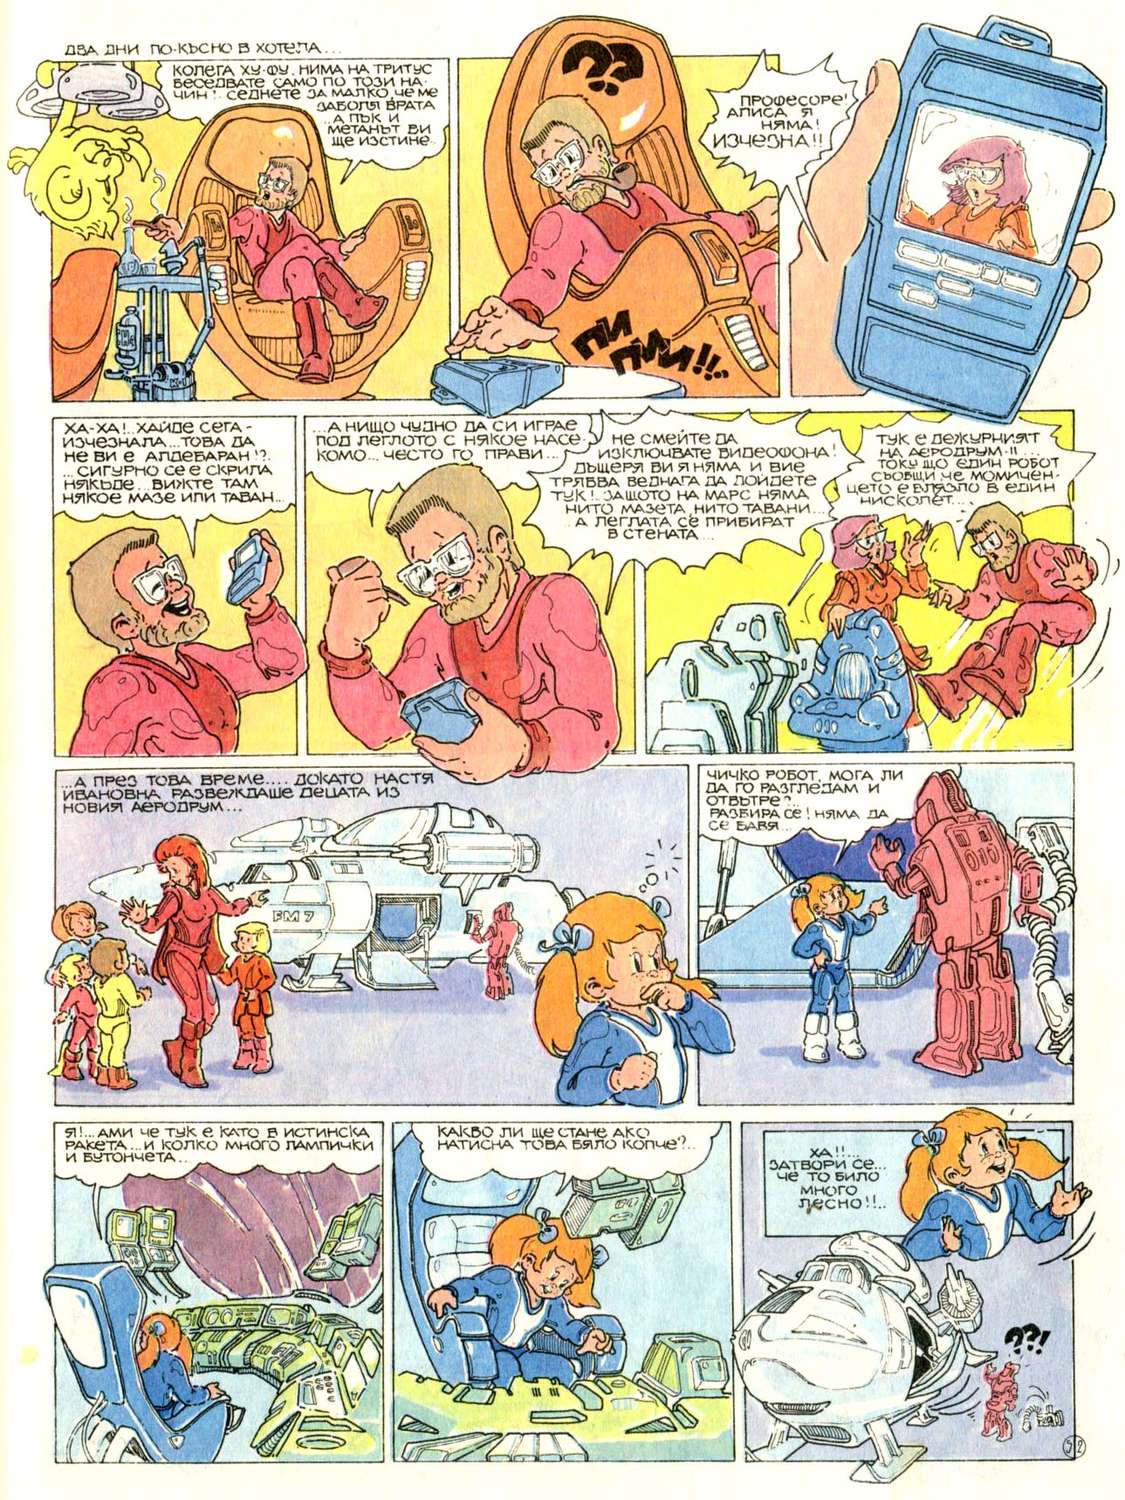 ДВА ДНИ ПО-КЪСНО В ХОТЕЛА...
КОЛЕГА ХУ-ФУ, НИМА НА ТРИТУС
БЕСЕДВАТЕ САМО ПО ТОЗИ НА-
ЧИН!.. СЕДНЕТЕ ЗА МАЛКО, ЧЕ МЕ
ЗАБОЛЯ ВРАТА
...А ПЪК И
МЕТАНЪТ ВИ
ЩЕ ИЗСТИНЕ..
??
ПИ
ПИИИ!!..
ПРОФЕСОРЕ!
АЛИСА Я
НЯМА!
ИЗЧЕЗНА!!
ХА-ХА!..ХАЙДЕ СЕГА -
ИЗЧЕЗНАЛА...ТОВА ДА
НЕ ВИ Е АЛДЕБАРАН!?.
...СИГУРНО СЕ Е СКРИЛА
НЯКЪДЕ...ВИЖТЕ ТАМ
НЯКОЕ МАЗЕ ИЛИ ТАВАН...
...А НИЩО ЧУДНО ДА СИ ИГРАЕ
ПОД ЛЕГЛОТО С НЯКОЕ НАСЕ-
КОМО...ЧЕСТО ГО ПРАВИ...
НЕ СМЕЙТЕ ДА
ИЗКЛЮЧВАТЕ ВИДЕОФОНА!
ДЪЩЕРЯ ВИ Я НЯМА И ВИЕ
ТРЯБВА ВЕДНАГА ДА ДОЙДЕТЕ
ТУК!..ЗАЩОТО НА МАРС НЯМА
НИТО МАЗЕТА, НИТО ТАВАНИ...
...А ЛЕГЛАТА СЕ ПРИБИРАТ
В СТЕНАТА...
ТУК Е ДЕЖУРНИЯТ
НА АЕРОДРУМ-II...
ТОКУ ЩО ЕДИН РОБОТ
СЪОБЩИ, ЧЕ МОМИЧЕН-
ЦЕТО Е ВЛЯЗЛО В ЕДИН
НИСКОЛЕТ...
...А ПРЕЗ ТОВА ВРЕМЕ....ДОКАТО НАСТЯ
ИВАНОВНА РАЗВЕЖДАШЕ ДЕЦАТА ИЗ
НОВИЯ АЕРОДРУМ...
FM 7
ЧИЧКО РОБОТ, МОГА ЛИ
ДА ГО РАЗГЛЕДАМ И
ОТВЪТРЕ?..
РАЗБИРА СЕ! НЯМА ДА
СЕ БАВЯ...
Я!...АМИ ЧЕ ТУК Е КАТО В ИСТИНСКА
РАКЕТА...И КОЛКО МНОГО ЛАМПИЧКИ
И БУТОНЧЕТА..
КАКВО ЛИ ЩЕ СТАНЕ АКО
НАТИСНА ТОВА БЯЛО КОПЧЕ?..
ХА!!...
ЗАТВОРИ СЕ...
ЧЕ ТО БИЛО
МНОГО
ЛЕСНО!!..
??!